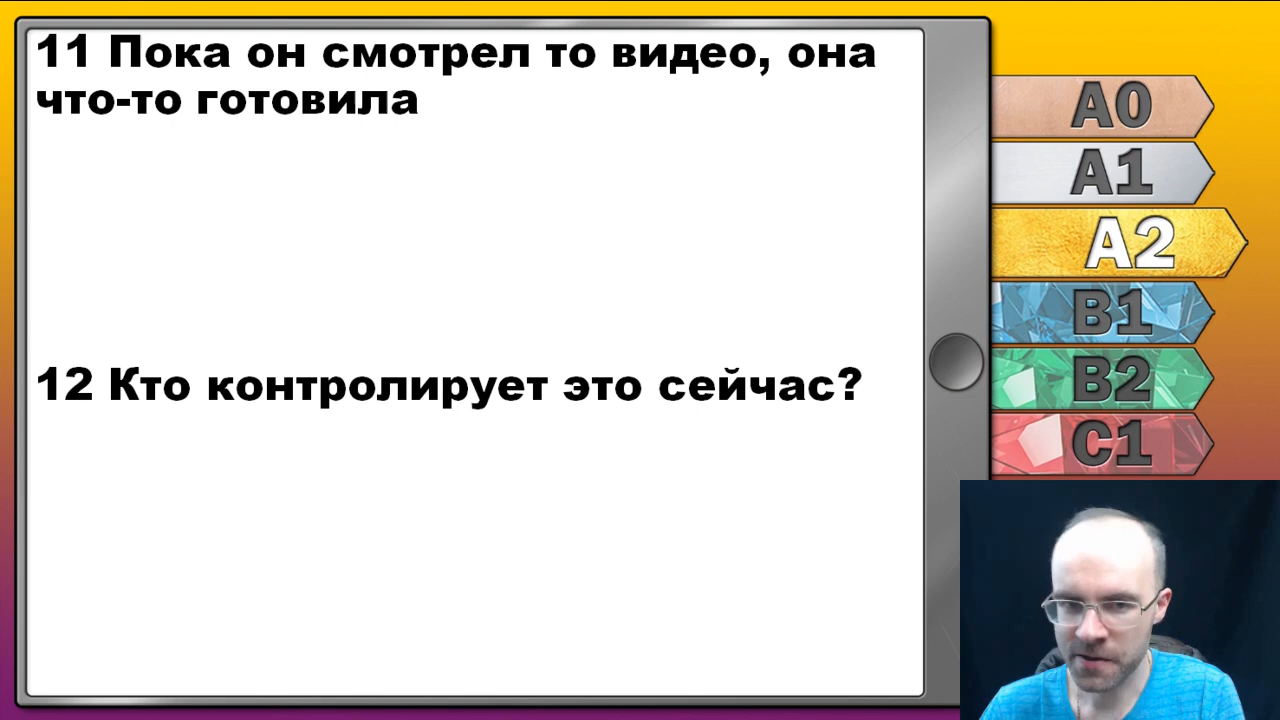 11 Пока он смотрел то видео, она
что-то готовила
12 Кто контролирует это сейчас?
A0
A1
A2
B1
B2
C1